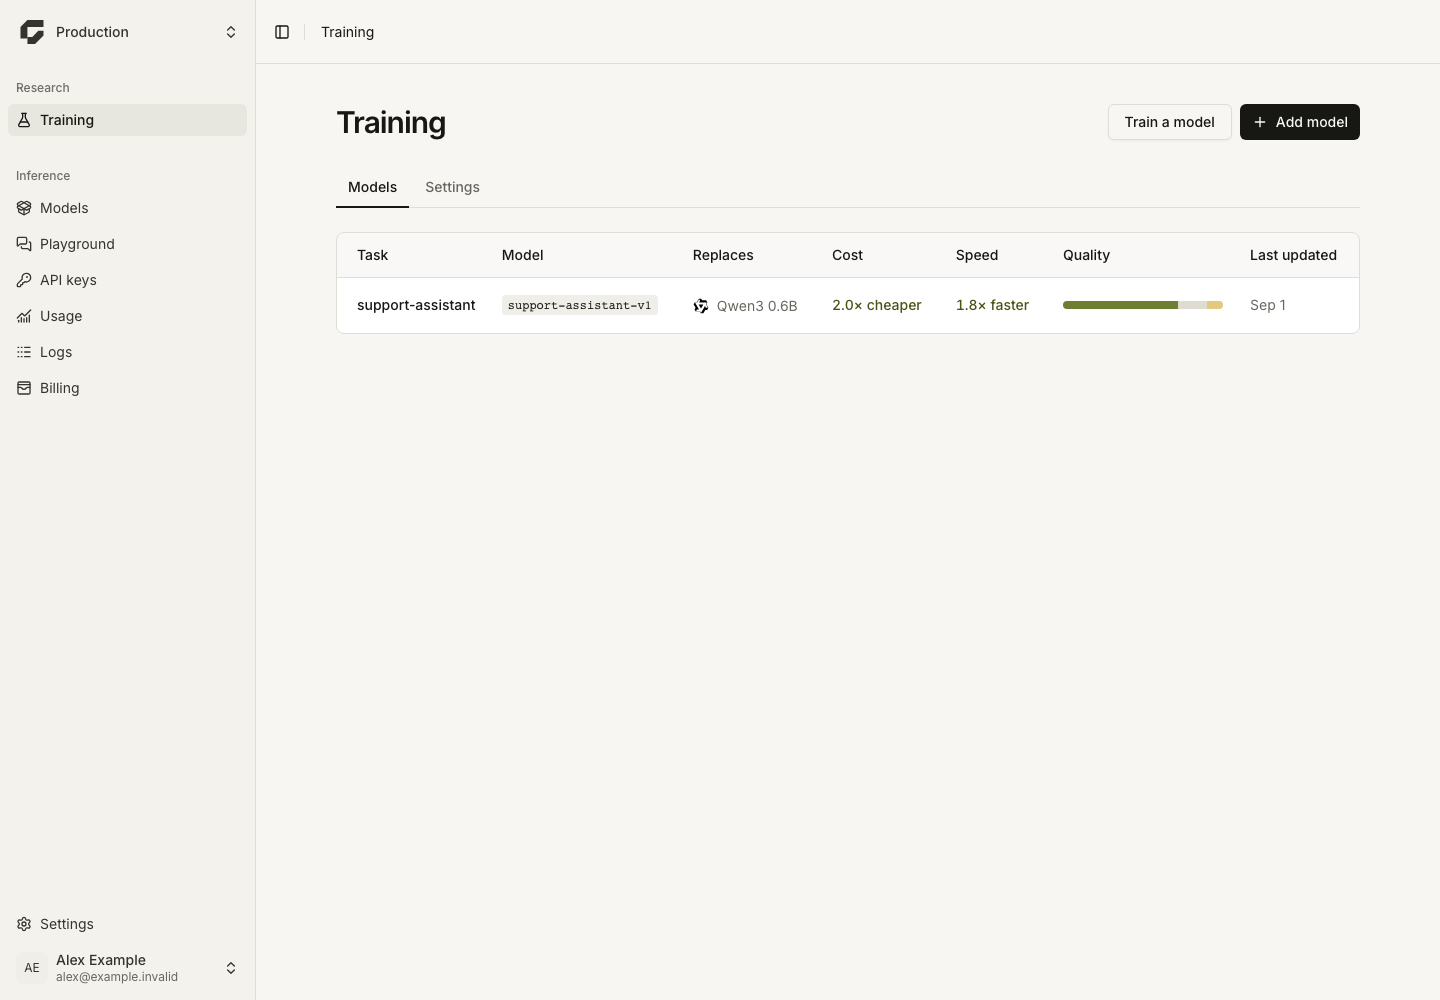 Production
Research
Training
Inference
Models
Playground
API keys
Usage
Logs
Billing
Settings
AE
Alex Example
alex@example.invalid
Training
Training
Train a model
Add model
Models
Settings
Task Model Replaces Cost Speed Quality Last updated
support-assistant support-assistant-v1 Qwen3 0.6B 2.0× cheaper 1.8× faster Sep 1